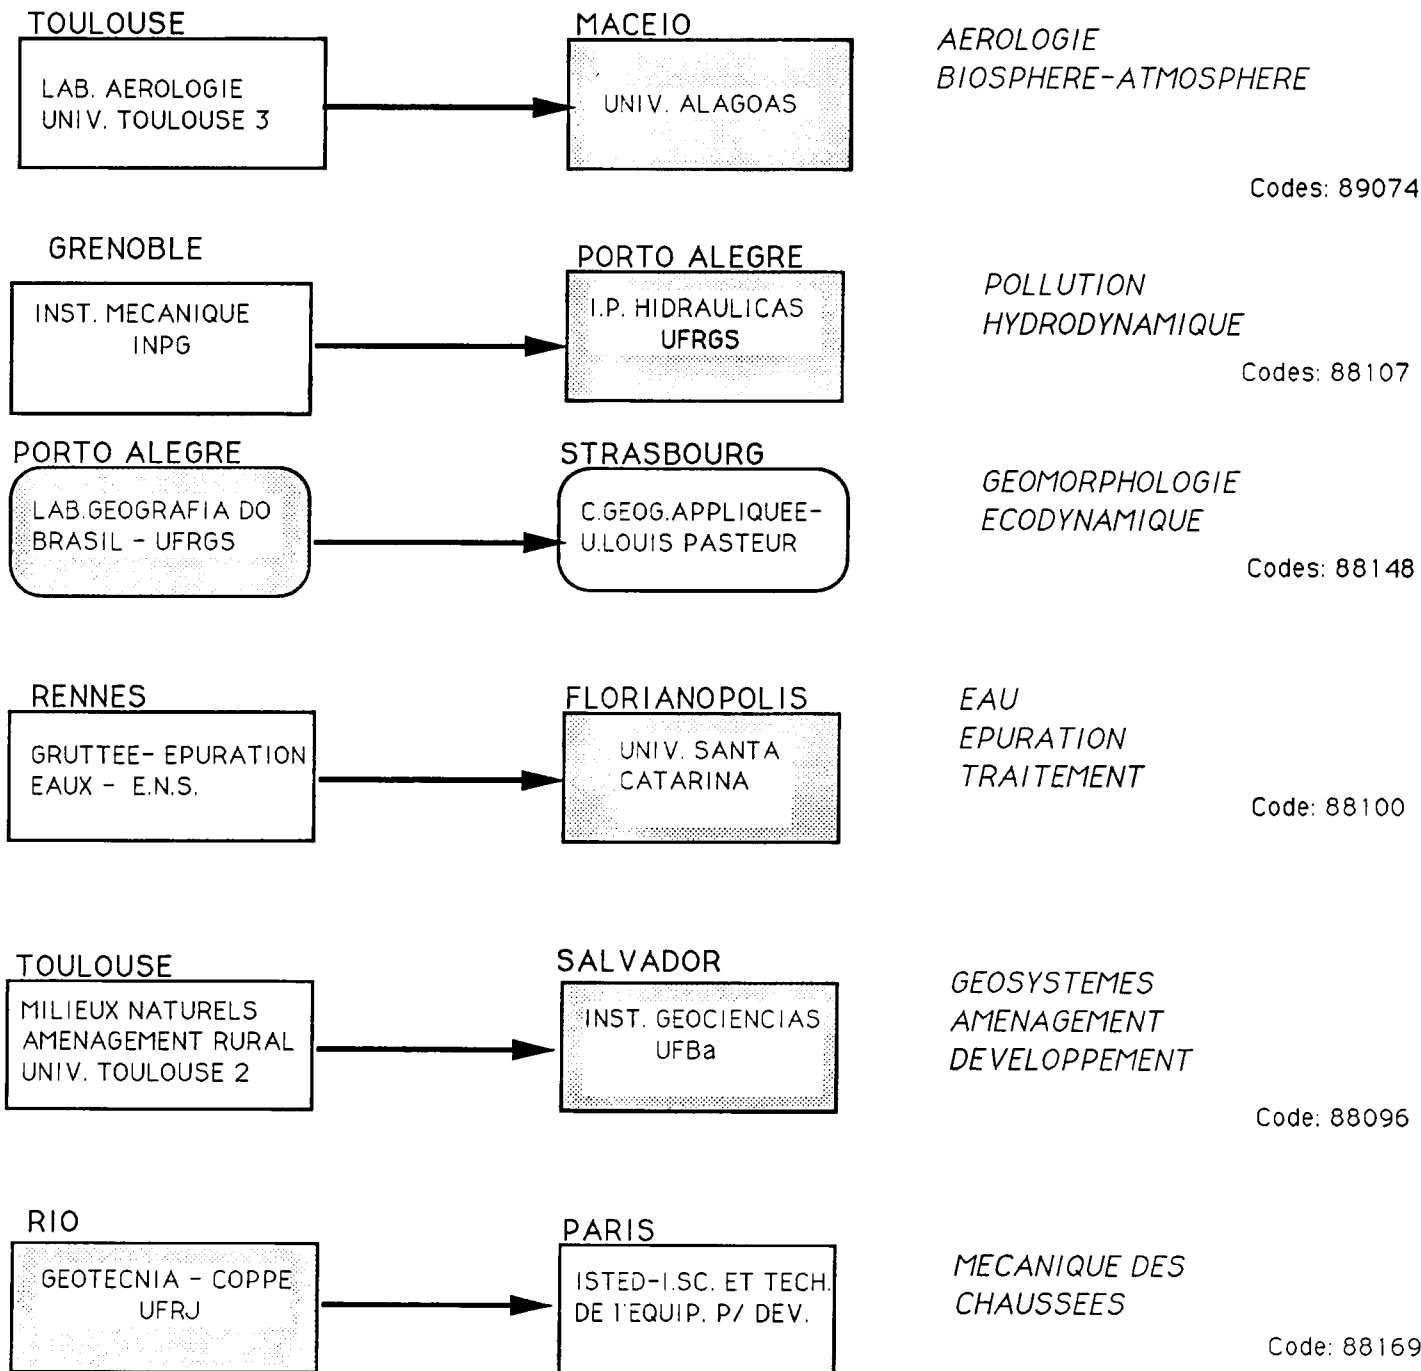 TOULOUSE
LAB. AEROLOGIE
UNIV. TOULOUSE 3
MACEIO
UNIV. ALAGOAS
AEROLOGIE
BIOSPHERE-ATMOSPHERE
Codes: 89074
GRENOBLE
INST. MECANIQUE
INPG
PORTO ALEGRE
I.P. HIDRAULICAS
UFRGS
POLLUTION
HYDRODYNAMIQUE
Codes: 88107
PORTO ALEGRE
LAB.GEOGRAFIA DO
BRASIL - UFRGS
STRASBOURG
C.GEOG.APPLIQUEE-
U.LOUIS PASTEUR
GEOMORPHOLOGIE
ECODYNAMIQUE
Codes: 88148
RENNES
GRUTTEE- EPURATION
EAUX - E.N.S.
FLORIANOPOLIS
UNIV. SANTA
CATARINA
EAU
EPURATION
TRAITEMENT
Code: 88100
TOULOUSE
MILIEUX NATURELS
AMENAGEMENT RURAL
UNIV. TOULOUSE 2
SALVADOR
INST. GEOCIENCIAS
UFBa
GEOSYSTEMES
AMENAGEMENT
DEVELOPPEMENT
Code: 88096
RIO
GEOTECNIA - COPPE
UFRJ
PARIS
ISTED-I.SC. ET TECH.
DE l'EQUIP. P/ DEV.
MECANIQUE DES
CHAUSSEES
Code: 88169